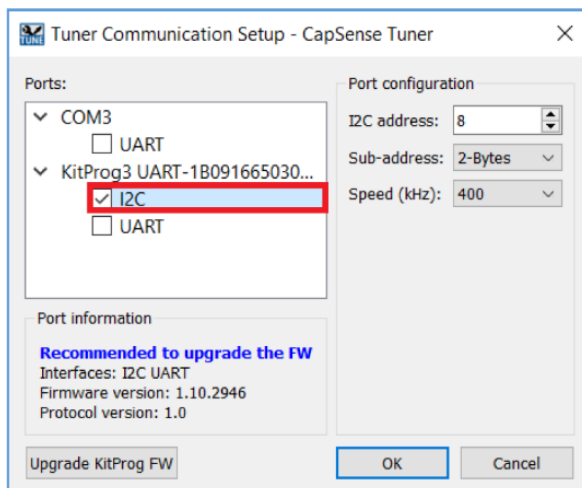 TUNE
Tuner Communication Setup - CapSense Tuner
Ports:
COM3
UART
KitProg3 UART-1B091665030...
I2C
UART
Port configuration
I2C address: 8
Sub-address: 2-Bytes
Speed (kHz): 400
Port information
Recommended to upgrade the FW
Interfaces: I2C UART
Firmware version: 1.10.2946
Protocol version: 1.0
Upgrade KitProg FW
OK
Cancel